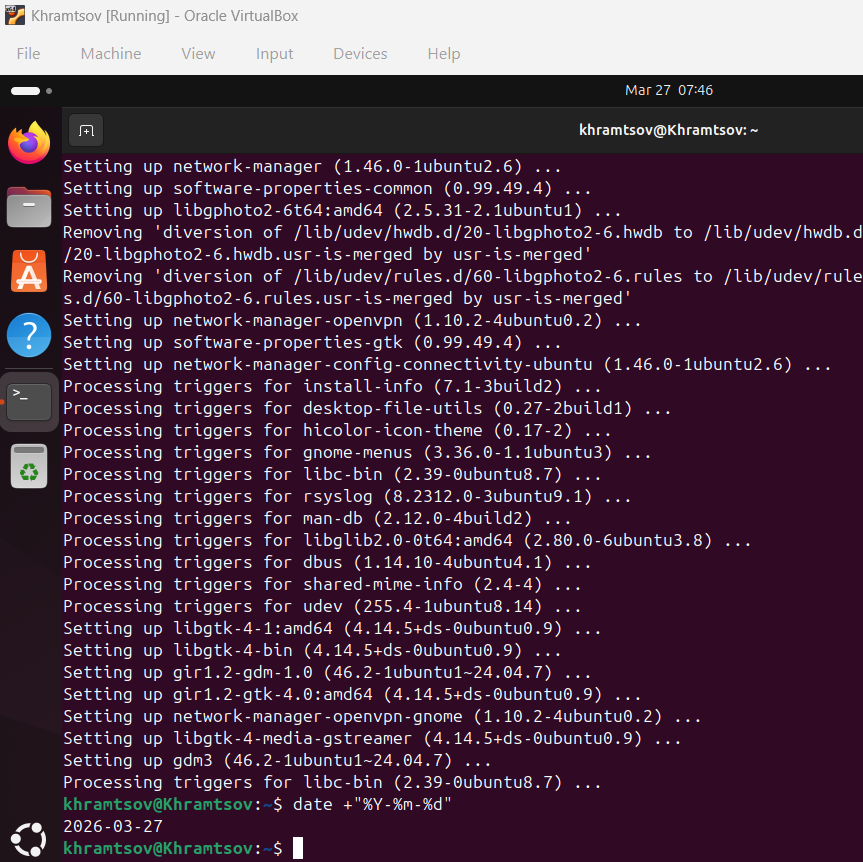 Khramtsov [Running] - Oracle VirtualBox
File Machine View Input Devices Help
Mar 27 07:46
khramtsov@Khramtsov: ~
Setting up network-manager (1.46.0-1ubuntu2.6) ...
Setting up software-properties-common (0.99.49.4) ...
Setting up libgphoto2-6t64:amd64 (2.5.31-2.1ubuntu1) ...
Removing 'diversion of /lib/udev/hwdb.d/20-libgphoto2-6.hwdb to /lib/udev/hwdb.d
/20-libgphoto2-6.hwdb.usr-is-merged by usr-is-merged'
Removing 'diversion of /lib/udev/rules.d/60-libgphoto2-6.rules to /lib/udev/rule
s.d/60-libgphoto2-6.rules.usr-is-merged by usr-is-merged'
Setting up network-manager-openvpn (1.10.2-4ubuntu0.2) ...
Setting up software-properties-gtk (0.99.49.4) ...
Setting up network-manager-config-connectivity-ubuntu (1.46.0-1ubuntu2.6) ...
Processing triggers for install-info (7.1-3build2) ...
Processing triggers for desktop-file-utils (0.27-2build1) ...
Processing triggers for hicolor-icon-theme (0.17-2) ...
Processing triggers for gnome-menus (3.36.0-1.1ubuntu3) ...
Processing triggers for libc-bin (2.39-0ubuntu8.7) ...
Processing triggers for rsyslog (8.2312.0-3ubuntu9.1) ...
Processing triggers for man-db (2.12.0-4build2) ...
Processing triggers for libglib2.0-0t64:amd64 (2.80.0-6ubuntu3.8) ...
Processing triggers for dbus (1.14.10-4ubuntu4.1) ...
Processing triggers for shared-mime-info (2.4-4) ...
Processing triggers for udev (255.4-1ubuntu8.14) ...
Setting up libgtk-4-1:amd64 (4.14.5+ds-0ubuntu0.9) ...
Setting up libgtk-4-bin (4.14.5+ds-0ubuntu0.9) ...
Setting up gir1.2-gdm-1.0 (46.2-1ubuntu1~24.04.7) ...
Setting up gir1.2-gtk-4.0:amd64 (4.14.5+ds-0ubuntu0.9) ...
Setting up network-manager-openvpn-gnome (1.10.2-4ubuntu0.2) ...
Setting up libgtk-4-media-gstreamer (4.14.5+ds-0ubuntu0.9) ...
Setting up gdm3 (46.2-1ubuntu1~24.04.7) ...
Processing triggers for libc-bin (2.39-0ubuntu8.7) ...
khramtsov@Khramtsov:~$ date +"%Y-%m-%d"
2026-03-27
khramtsov@Khramtsov:~$